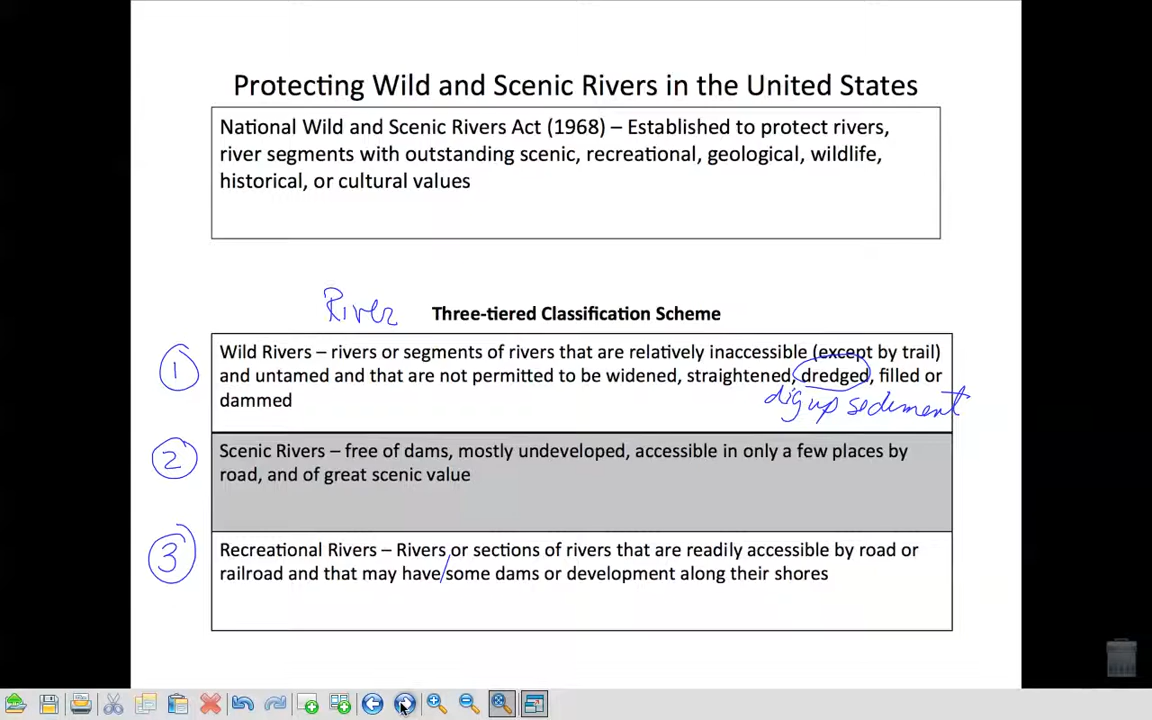 Protecting Wild and Scenic Rivers in the United States
National Wild and Scenic Rivers Act (1968) – Established to protect rivers,
river segments with outstanding scenic, recreational, geological, wildlife,
historical, or cultural values
River Three-tiered Classification Scheme
1 Wild Rivers – rivers or segments of rivers that are relatively inaccessible (except by trail)
and untamed and that are not permitted to be widened, straightened, dredged, filled or
dammed
dig up sediment
2 Scenic Rivers – free of dams, mostly undeveloped, accessible in only a few places by
road, and of great scenic value
3 Recreational Rivers – Rivers or sections of rivers that are readily accessible by road or
railroad and that may have some dams or development along their shores